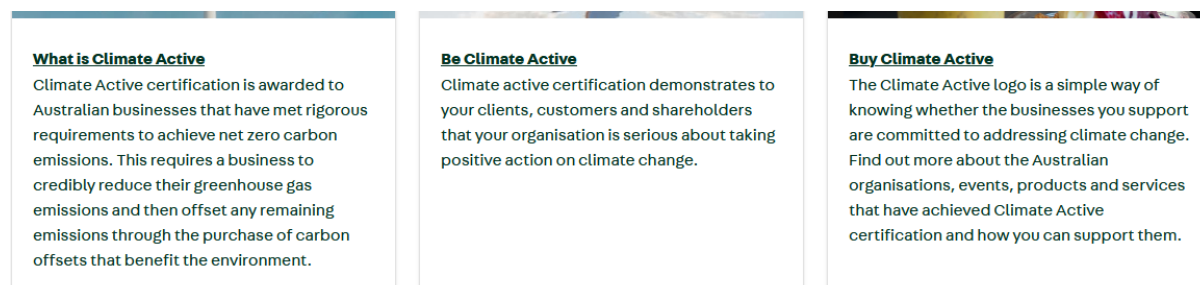 What is Climate Active
Climate Active certification is awarded to
Australian businesses that have met rigorous
requirements to achieve net zero carbon
emissions. This requires a business to
credibly reduce their greenhouse gas
emissions and then offset any remaining
emissions through the purchase of carbon
offsets that benefit the environment.
Be Climate Active
Climate active certification demonstrates to
your clients, customers and shareholders
that your organisation is serious about taking
positive action on climate change.
Buy Climate Active
The Climate Active logo is a simple way of
knowing whether the businesses you support
are committed to addressing climate change.
Find out more about the Australian
organisations, events, products and services
that have achieved Climate Active
certification and how you can support them.